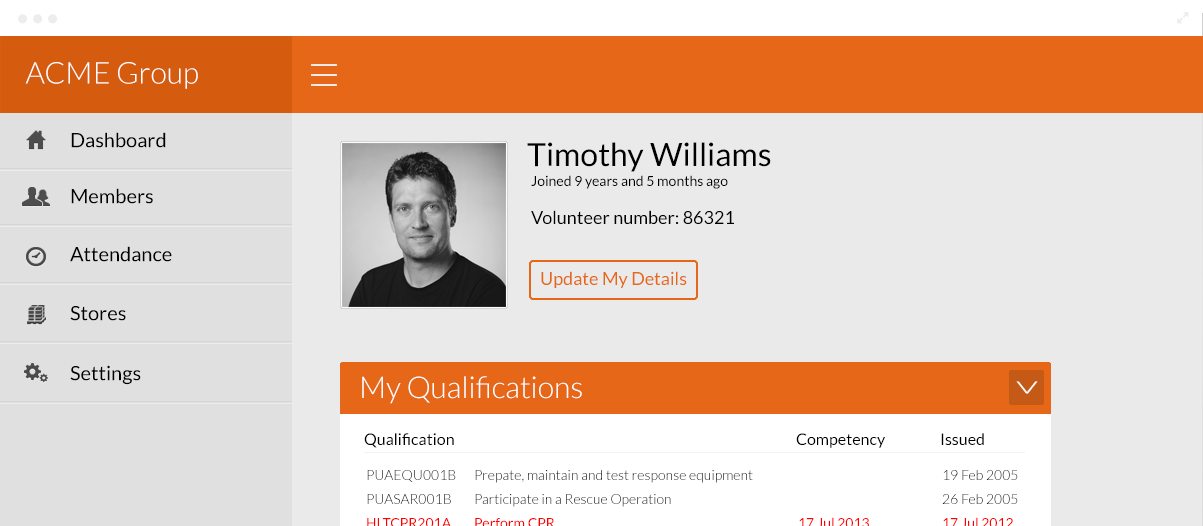 ACME Group
Dashboard
Members
Attendance
Stores
Settings
Timothy Williams
Joined 9 years and 5 months ago
Volunteer number: 86321
Update My Details
My Qualifications
Qualification Competency Issued
PUAEQU001B Prepate, maintain and test response equipment 19 Feb 2005
PUASAR001B Participate in a Rescue Operation 26 Feb 2005
HLTCPR201A Perform CPR 17 Jul 2013 17 Jul 2012